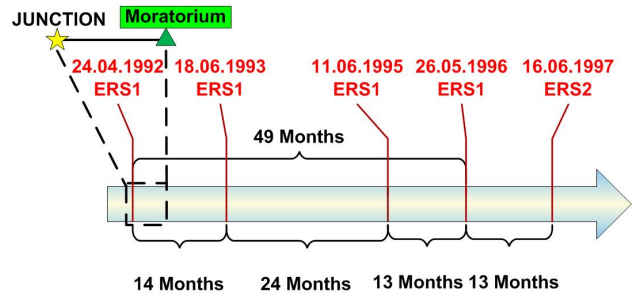 JUNCTION
Moratorium
24.04.1992 18.06.1993 11.06.1995 26.05.1996 16.06.1997
ERS1 ERS1 ERS1 ERS1 ERS2
49 Months
14 Months 24 Months 13 Months 13 Months